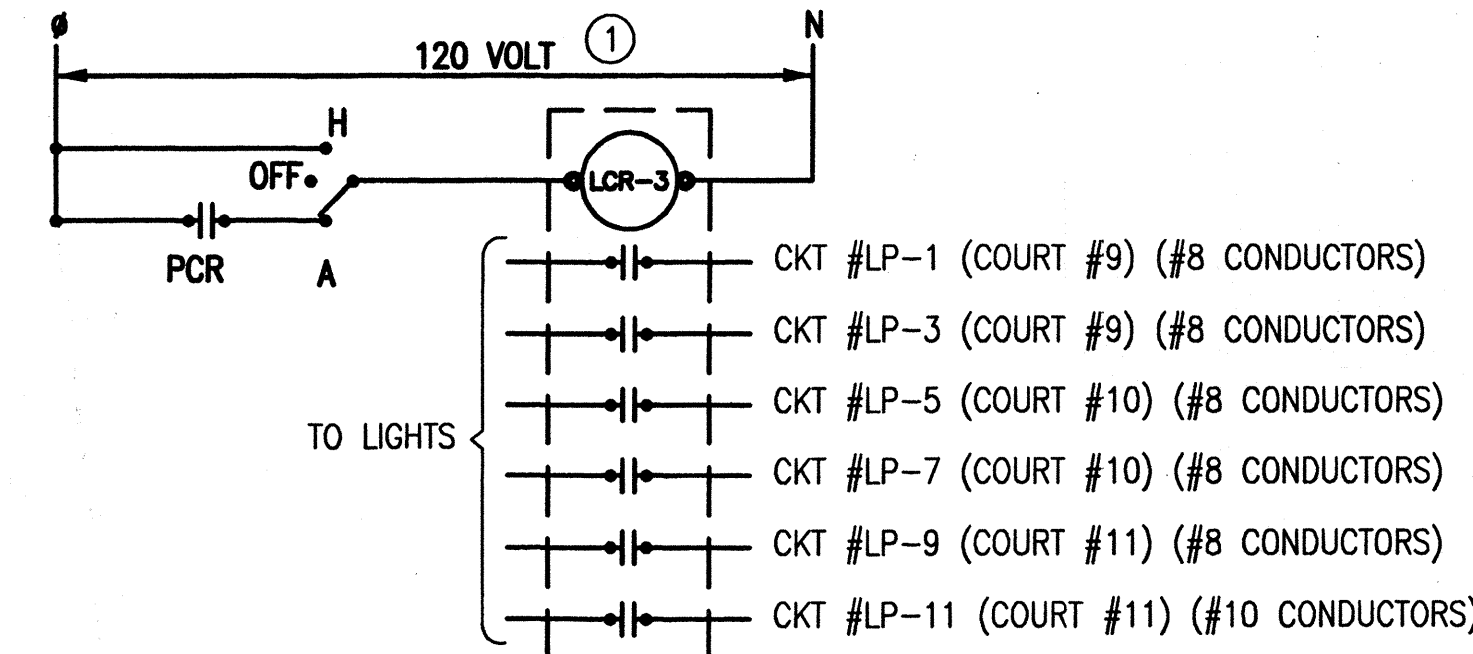 ø N
120 VOLT 1
H
OFF
LCR-3
PCR A
CKT #LP-1 (COURT #9) (#8 CONDUCTORS)
CKT #LP-3 (COURT #9) (#8 CONDUCTORS)
CKT #LP-5 (COURT #10) (#8 CONDUCTORS)
TO LIGHTS
CKT #LP-7 (COURT #10) (#8 CONDUCTORS)
CKT #LP-9 (COURT #11) (#8 CONDUCTORS)
CKT #LP-11 (COURT #11) (#10 CONDUCTORS)